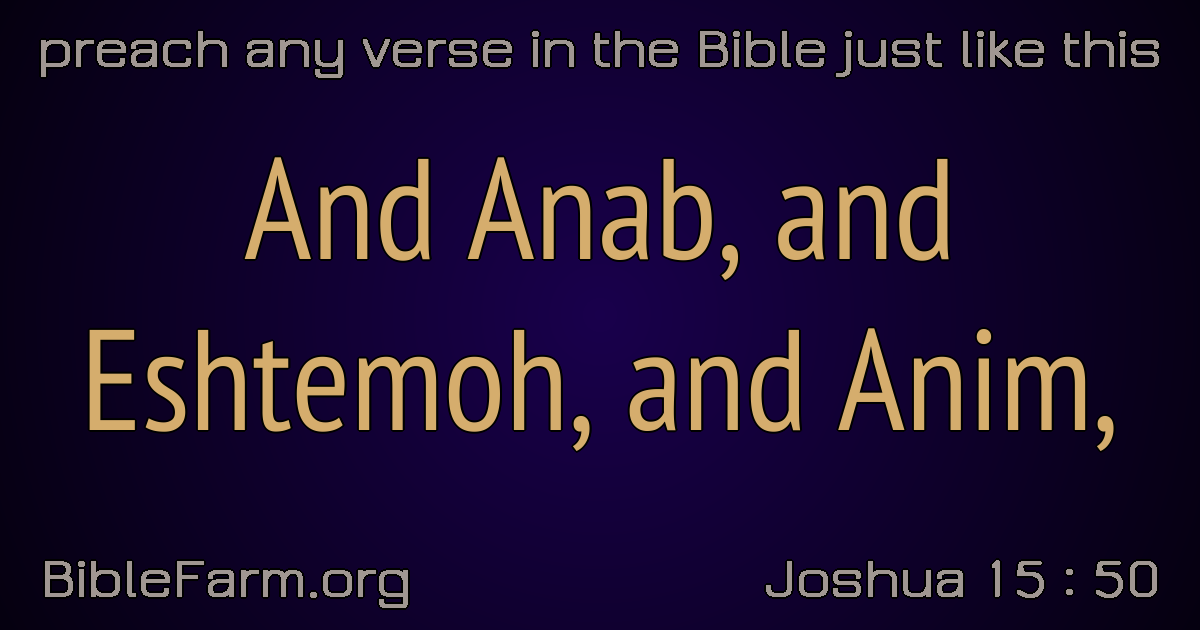 preach any verse in the Bible just like this
And Anab, and
Eshtemoh, and Anim,
BibleFarm.org
Joshua 15 : 50